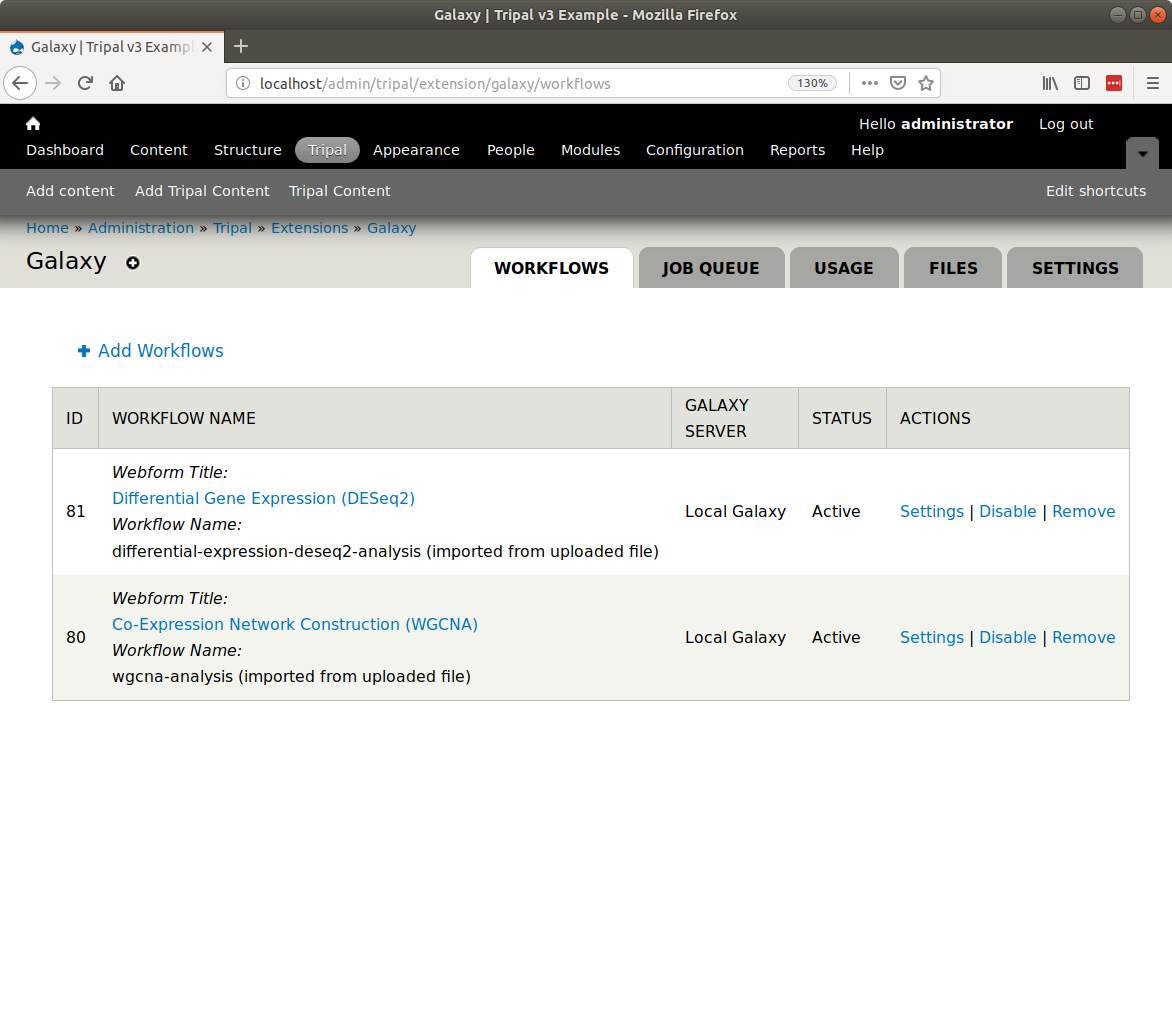 Galaxy | Tripal v3 Example - Mozilla Firefox
Galaxy | Tripal v3 Exampl
localhost/admin/tripal/extension/galaxy/workflows 130%
Hello administrator Log out
Dashboard Content Structure Tripal Appearance People Modules Configuration Reports Help
Add content Add Tripal Content Tripal Content Edit shortcuts
Home » Administration » Tripal » Extensions » Galaxy
Galaxy WORKFLOWS JOB QUEUE USAGE FILES SETTINGS
Add Workflows
ID WORKFLOW NAME GALAXY SERVER STATUS ACTIONS
Webform Title:
Differential Gene Expression (DESeq2)
81 Local Galaxy Active Settings | Disable | Remove
Workflow Name:
differential-expression-deseq2-analysis (imported from uploaded file)
Webform Title:
Co-Expression Network Construction (WGCNA)
80 Local Galaxy Active Settings | Disable | Remove
Workflow Name:
wgcna-analysis (imported from uploaded file)